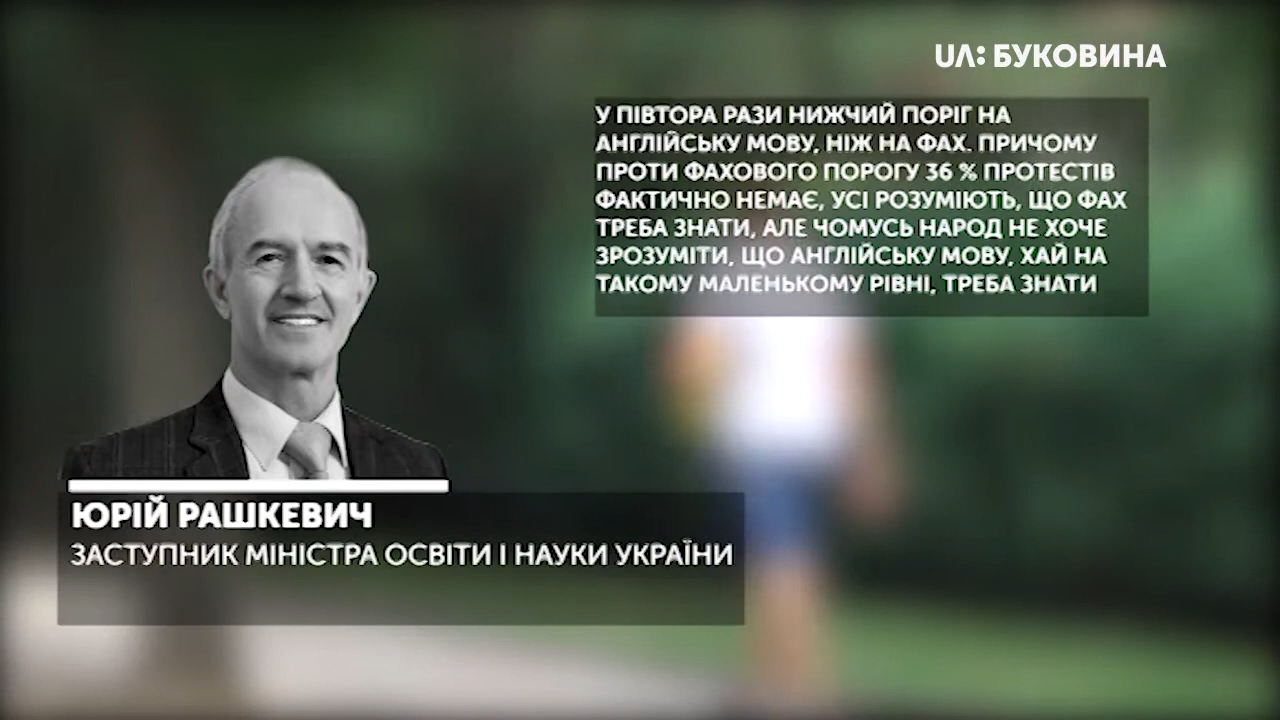 UA: БУКОВИНА
У ПІВТОРА РАЗИ НИЖЧИЙ ПОРІГ НА
АНГЛІЙСЬКУ МОВУ, НІЖ НА ФАХ. ПРИЧОМУ
ПРОТИ ФАХОВОГО ПОРОГУ 36 % ПРОТЕСТІВ
ФАКТИЧНО НЕМАЄ, УСІ РОЗУМІЮТЬ, ЩО ФАХ
ТРЕБА ЗНАТИ, АЛЕ ЧОМУСЬ НАРОД НЕ ХОЧЕ
ЗРОЗУМІТИ, ЩО АНГЛІЙСЬКУ МОВУ, ХАЙ НА
ТАКОМУ МАЛЕНЬКОМУ РІВНІ, ТРЕБА ЗНАТИ
ЮРІЙ РАШКЕВИЧ
ЗАСТУПНИК МІНІСТРА ОСВІТИ І НАУКИ УКРАЇНИ